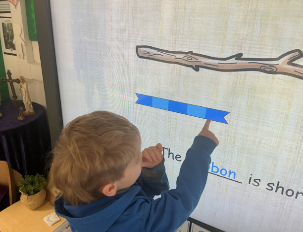 The bon is shor